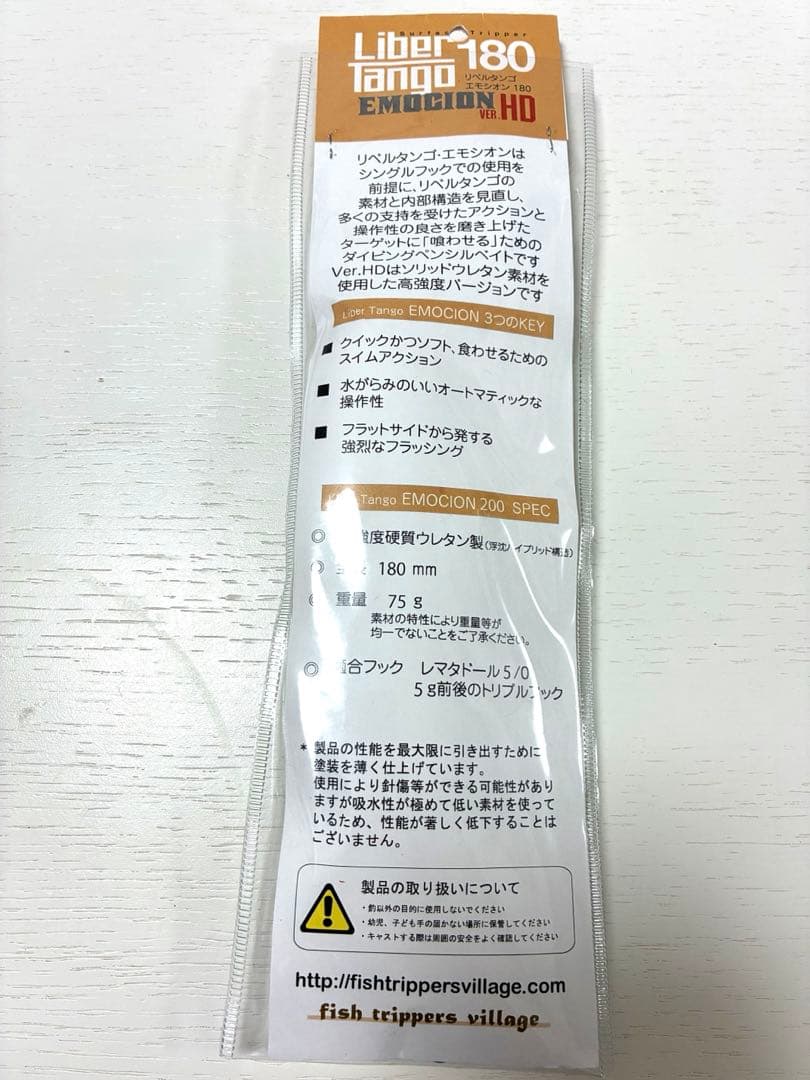 Surface Tripper
Liber Tango 180
リベルタンゴ
エモシオン 180
EMOCION VER.HD
リベルタンゴ・エモシオンは
シングルフックでの使用を
前提に、リベルタンゴの
素材と内部構造を見直し、
多くの支持を受けたアクションと
操作性の良さを磨き上げた
ターゲットに「喰わせる」ための
ダイビングペンシルベイトです
Ver.HDはソリッドウレタン素材を
使用した高強度バージョンです
Liber Tango EMOCION 3つのKEY
■ クイックかつソフト、食わせるための
スイムアクション
■ 水がらみのいいオートマティックな
操作性
■ フラットサイドから発する
強烈なフラッシング
Tango EMOCION 200 SPEC
◎ 強度硬質ウレタン製(浮沈ハイブリッド構造)
◎ 180 mm
◎ 重量 75g
素材の特性により重量等が
均一でないことをご了承ください。
◎ 適合フック レマタドール5/0
5g前後のトリプルフック
* 製品の性能を最大限に引き出すために
塗装を薄く仕上げています。
使用により針傷等ができる可能性があり
ますが吸水性が極めて低い素材を使って
いるため、性能が著しく低下することは
ございません。
製品の取り扱いについて
・釣以外の目的に使用しないでください
・幼児、子ども手の届かない場所に保管してください
・キャストする際は周囲の安全をよく確認してください
http://fishtrippersvillage.com
fish trippers village